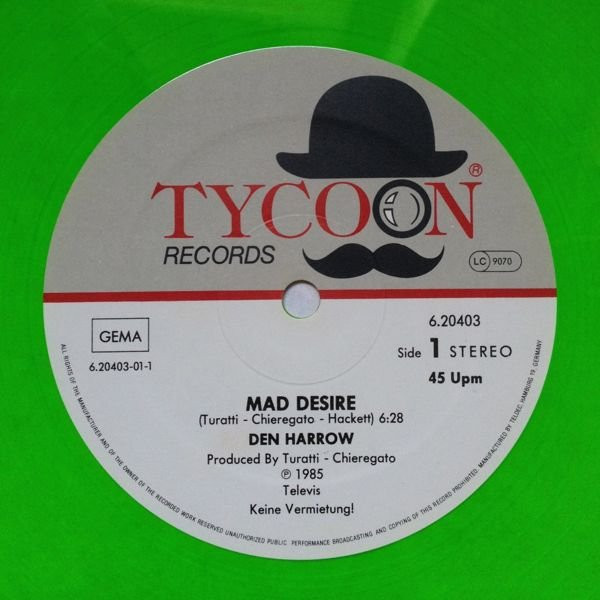 TYCOON ®
RECORDS
LC 9070
GEMA
6.20403-01-1
6.20403
Side 1 STEREO
45 Upm
MAD DESIRE
(Turatti - Chieregato - Hackett) 6:28
DEN HARROW
Produced By Turatti - Chieregato
℗ 1985
Televis
Keine Vermietung!
ALL RIGHTS OF THE MANUFACTURER AND OF THE OWNER OF THE RECORDED WORK RESERVED UNAUTHORIZED PUBLIC PERFORMANCE BROADCASTING AND COPYING OF THIS RECORD PROHIBITED. MANUFACTURED BY TELDEC HAMBURG 19 GERMANY